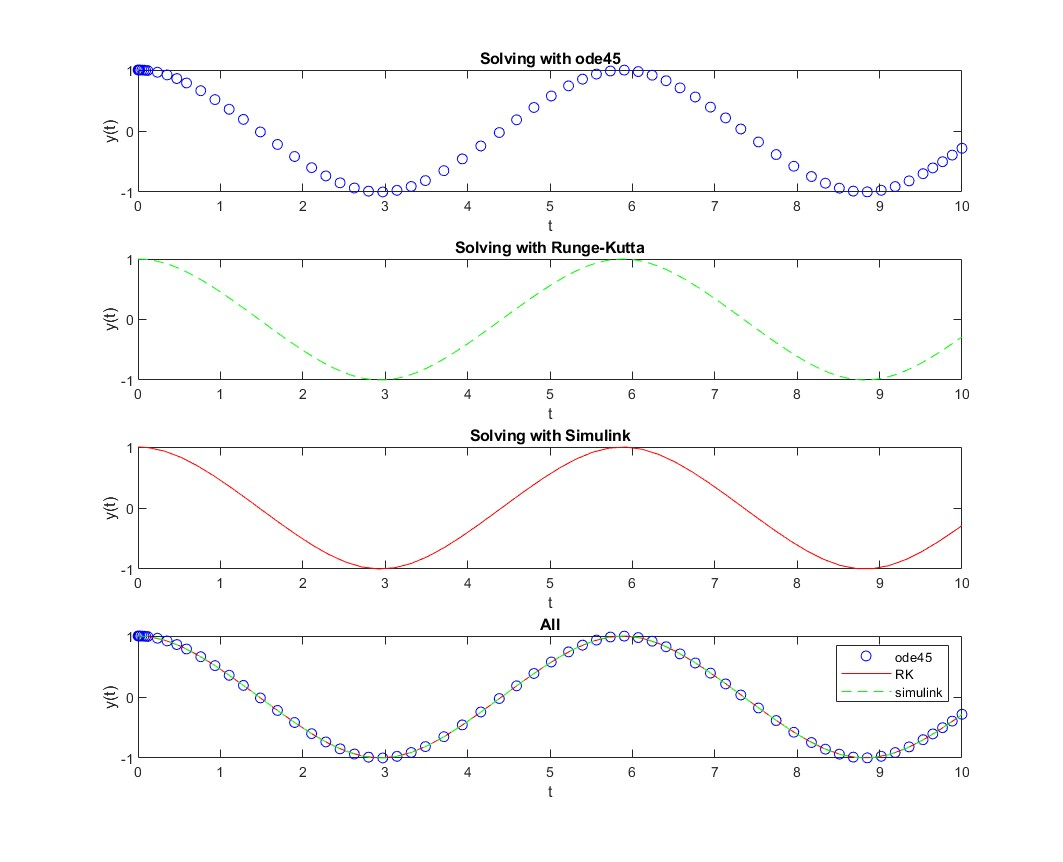 Solving with ode45
1
0
-1
y(t)
0 1 2 3 4 5 6 7 8 9 10
t
Solving with Runge-Kutta
1
0
-1
y(t)
0 1 2 3 4 5 6 7 8 9 10
t
Solving with Simulink
1
0
-1
y(t)
0 1 2 3 4 5 6 7 8 9 10
t
All
1
0
-1
y(t)
ode45
RK
simulink
0 1 2 3 4 5 6 7 8 9 10
t